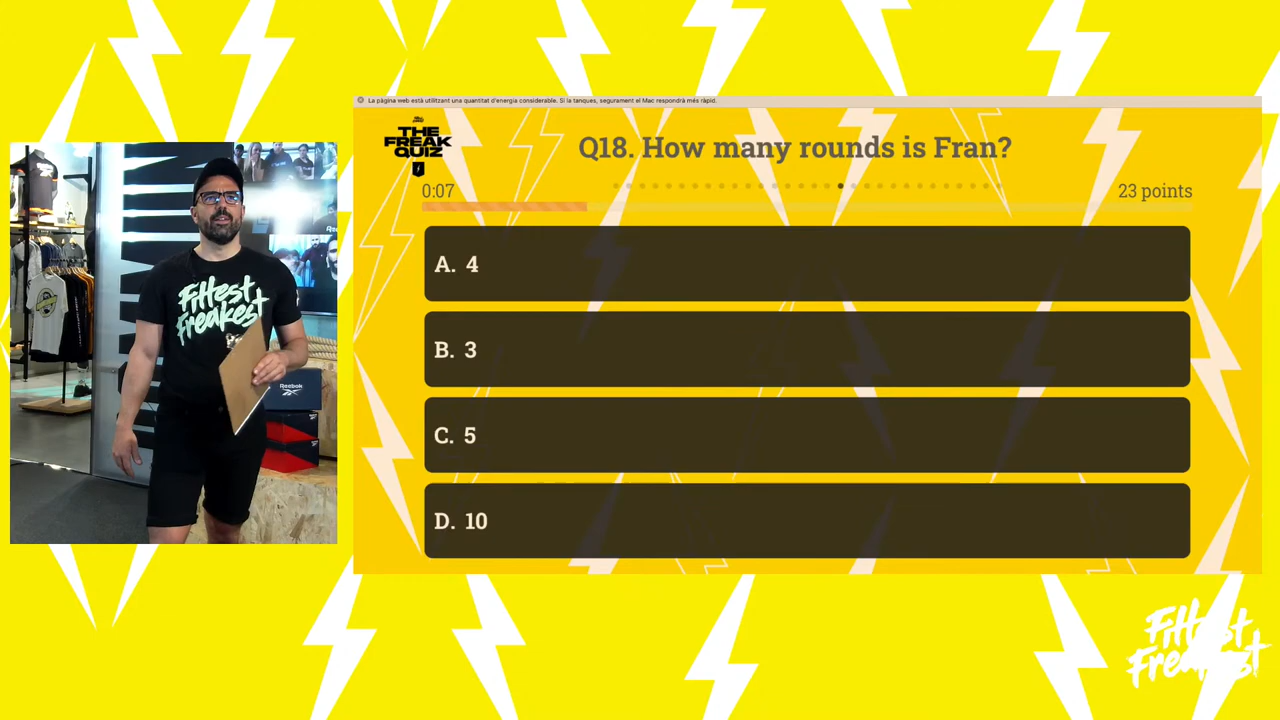 La pàgina web està utilitzant una quantitat d'energia considerable. Si la tanques, segurament el Mac respondrà més ràpid.
THE
FREAK
QUIZ
Q18. How many rounds is Fran?
0:07
23 points
A. 4
B. 3
C. 5
D. 10
Fittest
Freakest
Reebok
Fittest
Freakest